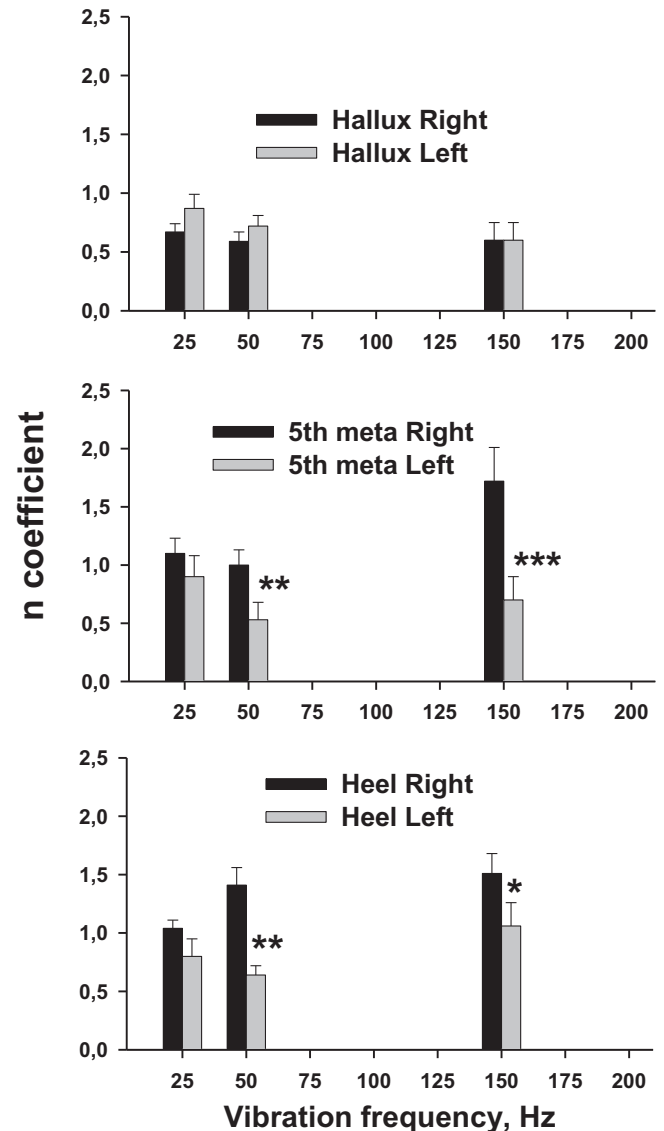 2,5
2,0
1,5
1,0
0,5
0,0
Hallux Right
Hallux Left
25 50 75 100 125 150 175 200
n coefficient
2,5
2,0
1,5
1,0
0,5
0,0
5th meta Right
5th meta Left
**
***
25 50 75 100 125 150 175 200
2,5
2,0
1,5
1,0
0,5
0,0
Heel Right
Heel Left
**
*
25 50 75 100 125 150 175 200
Vibration frequency, Hz